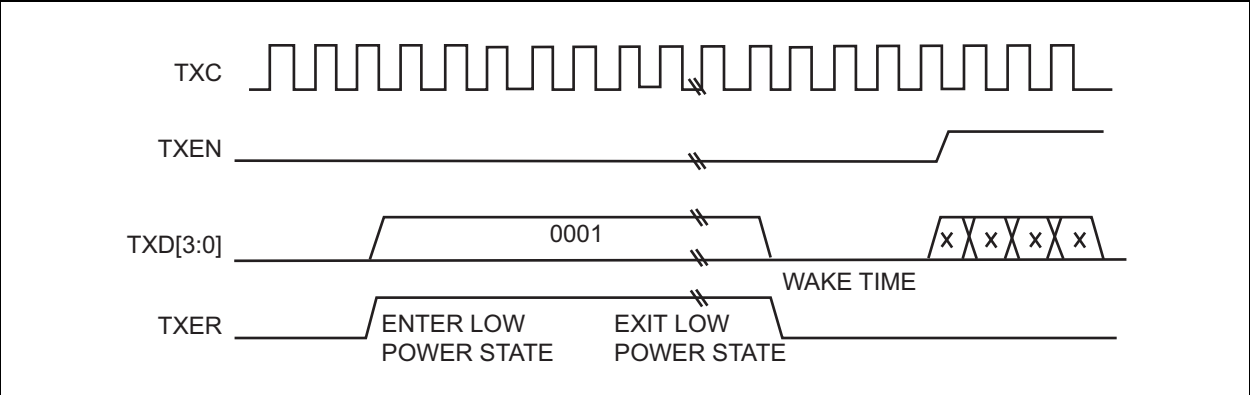 TXC
TXEN
TXD[3:0]
0001
x x x x
WAKE TIME
TXER
ENTER LOW
POWER STATE
EXIT LOW
POWER STATE